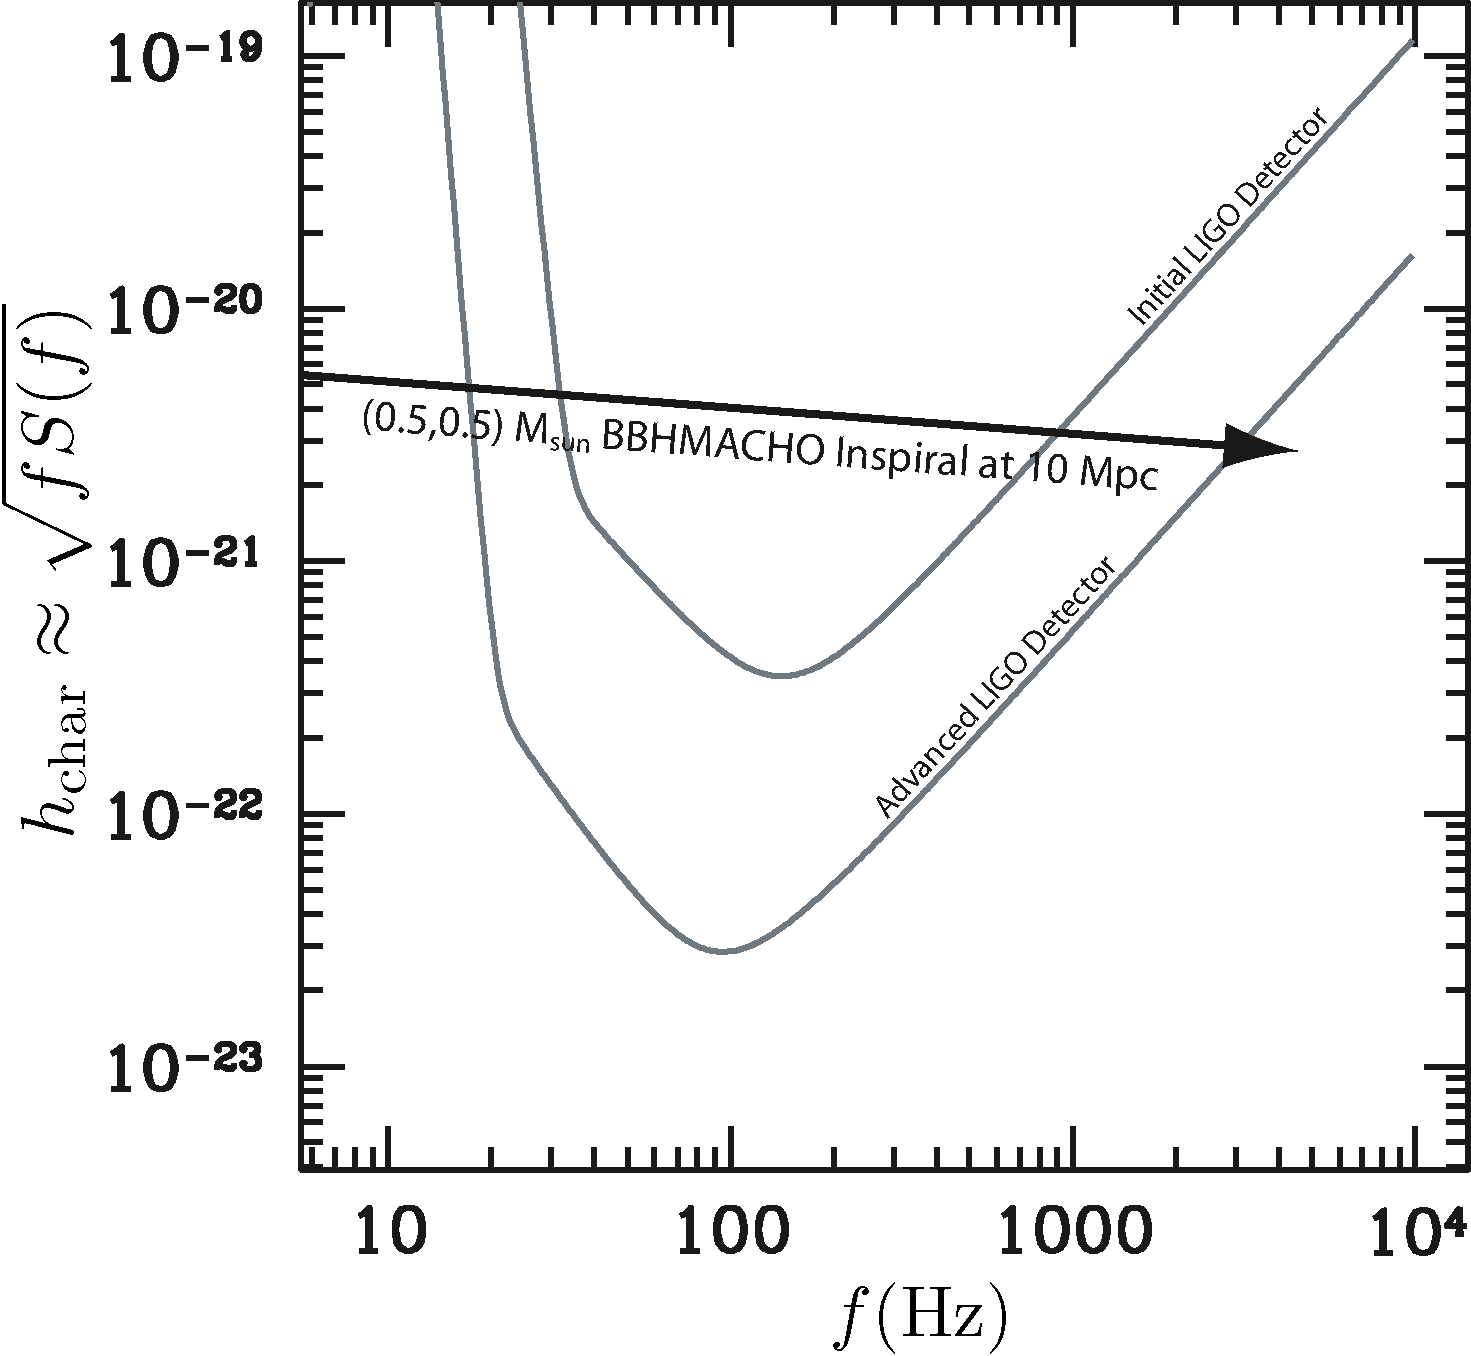 10⁻¹⁹
10⁻²⁰
10⁻²¹
10⁻²²
10⁻²³
h_char ≈ √fS(f)
Initial LIGO Detector
(0.5,0.5) M_sun BBHMACHO Inspiral at 10 Mpc
Advanced LIGO Detector
10 100 1000 10⁴
f(Hz)